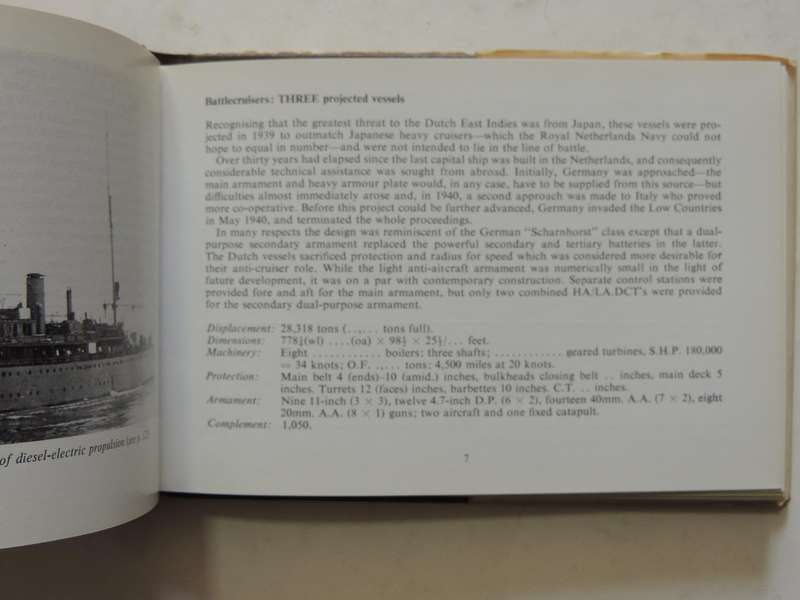 of diesel-electric propulsion (see p. 52)
Battlecruisers: THREE projected vessels
Recognising that the greatest threat to the Dutch East Indies was from Japan, these vessels were pro-
jected in 1939 to outmatch Japanese heavy cruisers—which the Royal Netherlands Navy could not
hope to equal in number—and were not intended to lie in the line of battle.
Over thirty years had elapsed since the last capital ship was built in the Netherlands, and consequently
considerable technical assistance was sought from abroad. Initially, Germany was approached—the
main armament and heavy armour plate would, in any case, have to be supplied from this source—but
difficulties almost immediately arose and, in 1940, a second approach was made to Italy who proved
more co-operative. Before this project could be further advanced, Germany invaded the Low Countries
in May 1940, and terminated the whole proceedings.
In many respects the design was reminiscent of the German "Scharnhorst" class except that a dual-
purpose secondary armament replaced the powerful secondary and tertiary batteries in the latter.
The Dutch vessels sacrificed protection and radius for speed which was considered more desirable for
their anti-cruiser role. While the light anti-aircraft armament was numerically small in the light of
future development, it was on a par with contemporary construction. Separate control stations were
provided fore and aft for the main armament, but only two combined HA/LA.DCT's were provided
for the secondary dual-purpose armament.
Displacement: 28,318 tons (..,... tons full).
Dimensions: 778¼(wl) ....(oa) × 98½ × 25½/... feet.
Machinery: Eight ............ boilers: three shafts; ............ geared turbines, S.H.P. 180,000
= 34 knots; O.F. .,... tons; 4,500 miles at 20 knots.
Protection: Main belt 4 (ends)–10 (amid.) inches, bulkheads closing belt .. inches, main deck 5
inches. Turrets 12 (faces) inches, barbettes 10 inches. C.T. .. inches.
Armament: Nine 11-inch (3 × 3), twelve 4.7-inch D.P. (6 × 2), fourteen 40mm. A.A. (7 × 2), eight
20mm. A.A. (8 × 1) guns; two aircraft and one fixed catapult.
Complement: 1,050.
7